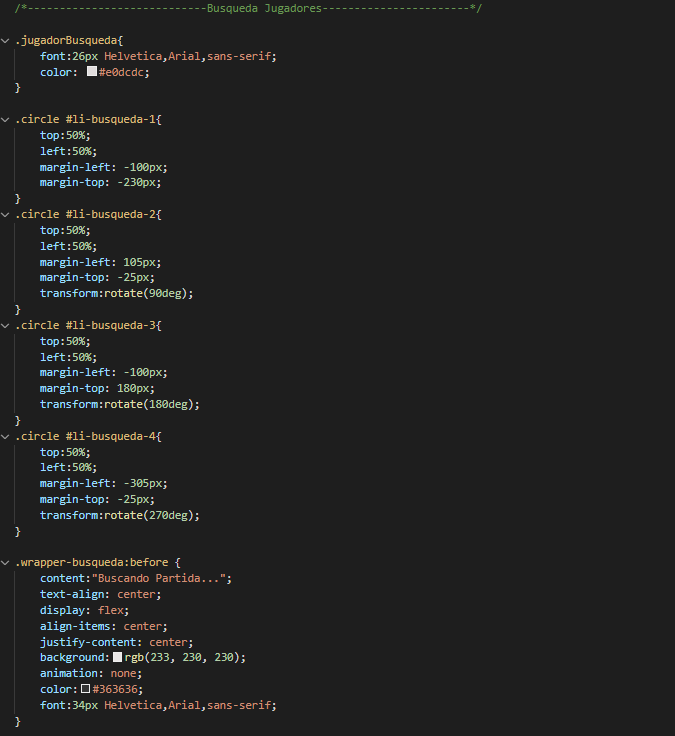 /*----------------------------Busqueda Jugadores-----------------------*/
.jugadorBusqueda{
font:26px Helvetica,Arial,sans-serif;
color: #e0dcdc;
}
.circle #li-busqueda-1{
top:50%;
left:50%;
margin-left: -100px;
margin-top: -230px;
}
.circle #li-busqueda-2{
top:50%;
left:50%;
margin-left: 105px;
margin-top: -25px;
transform:rotate(90deg);
}
.circle #li-busqueda-3{
top:50%;
left:50%;
margin-left: -100px;
margin-top: 180px;
transform:rotate(180deg);
}
.circle #li-busqueda-4{
top:50%;
left:50%;
margin-left: -305px;
margin-top: -25px;
transform:rotate(270deg);
}
.wrapper-busqueda:before {
content:"Buscando Partida...";
text-align: center;
display: flex;
align-items: center;
justify-content: center;
background:rgb(233, 230, 230);
animation: none;
color:#363636;
font:34px Helvetica,Arial,sans-serif;
}